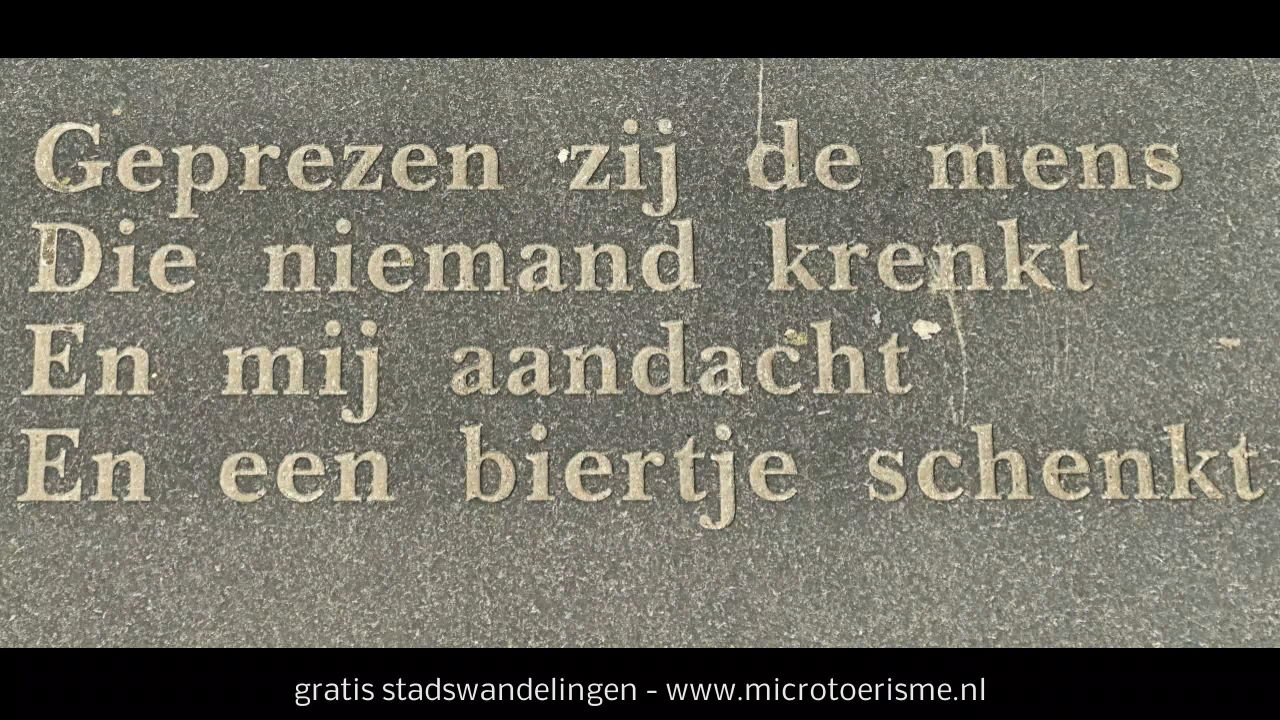 Geprezen zij de mens
Die niemand krenkt
En mij aandacht
En een biertje schenkt
gratis stadswandelingen - www.microtoerisme.nl